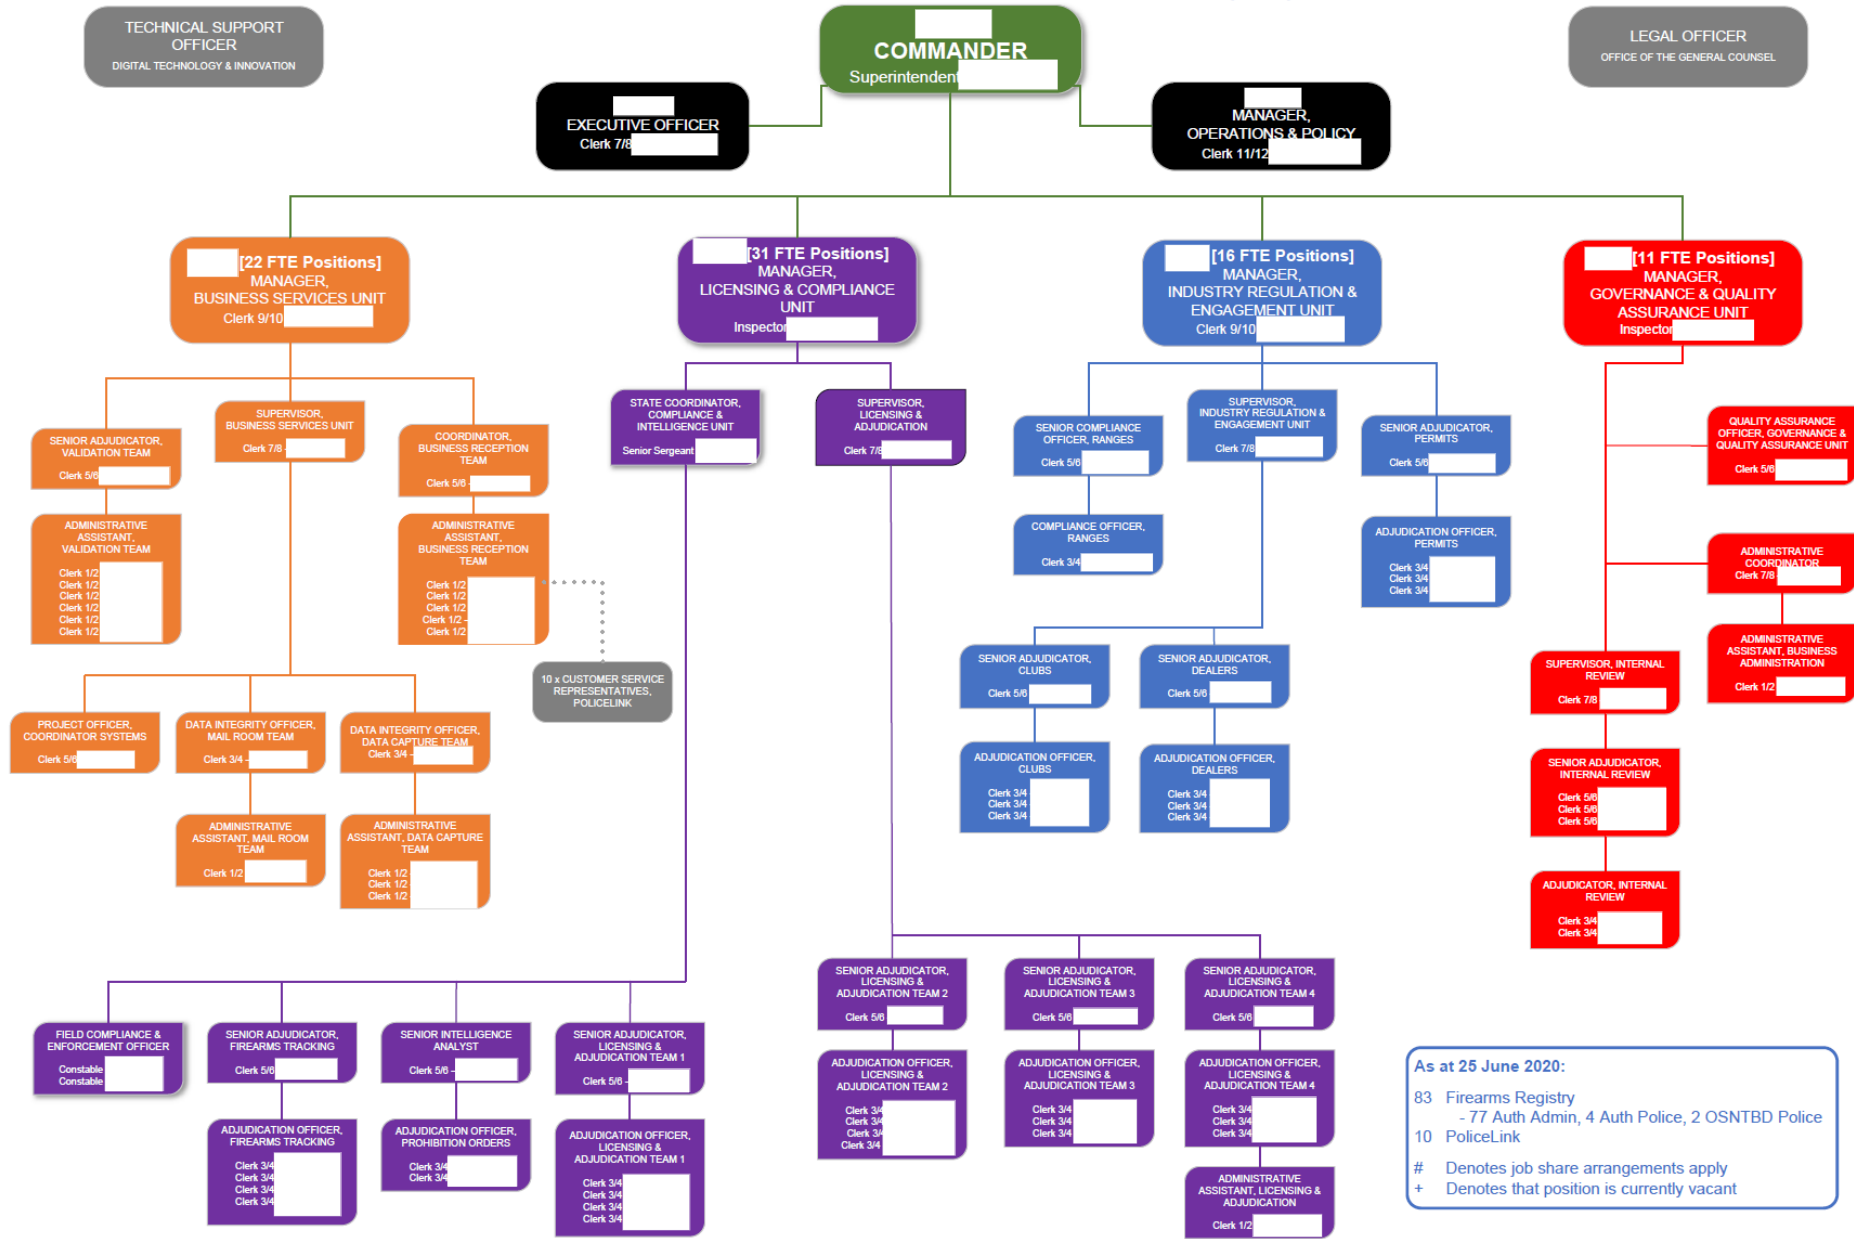 TECHNICAL SUPPORT
OFFICER
DIGITAL TECHNOLOGY & INNOVATION
COMMANDER
Superintendent
LEGAL OFFICER
OFFICE OF THE GENERAL COUNSEL
EXECUTIVE OFFICER
Clerk 7/8
MANAGER,
OPERATIONS & POLICY
Clerk 11/12
[22 FTE Positions]
MANAGER,
BUSINESS SERVICES UNIT
Clerk 9/10
[31 FTE Positions]
MANAGER,
LICENSING & COMPLIANCE
UNIT
Inspector
[16 FTE Positions]
MANAGER,
INDUSTRY REGULATION &
ENGAGEMENT UNIT
Clerk 9/10
[11 FTE Positions]
MANAGER,
GOVERNANCE & QUALITY
ASSURANCE UNIT
Inspector
SENIOR ADJUDICATOR,
VALIDATION TEAM
Clerk 5/6
SUPERVISOR,
BUSINESS SERVICES UNIT
Clerk 7/8 -
COORDINATOR,
BUSINESS RECEPTION
TEAM
Clerk 5/6 -
ADMINISTRATIVE
ASSISTANT,
VALIDATION TEAM
Clerk 1/2
Clerk 1/2
Clerk 1/2
Clerk 1/2
Clerk 1/2
Clerk 1/2
ADMINISTRATIVE
ASSISTANT,
BUSINESS RECEPTION
TEAM
Clerk 1/2
Clerk 1/2
Clerk 1/2
Clerk 1/2 -
Clerk 1/2
10 x CUSTOMER SERVICE
REPRESENTATIVES,
POLICELINK
PROJECT OFFICER,
COORDINATOR SYSTEMS
Clerk 5/6
DATA INTEGRITY OFFICER,
MAIL ROOM TEAM
Clerk 3/4 -
DATA INTEGRITY OFFICER,
DATA CAPTURE TEAM
Clerk 3/4 -
ADMINISTRATIVE
ASSISTANT, MAIL ROOM
TEAM
Clerk 1/2
ADMINISTRATIVE
ASSISTANT, DATA CAPTURE
TEAM
Clerk 1/2
Clerk 1/2
Clerk 1/2
STATE COORDINATOR,
COMPLIANCE &
INTELLIGENCE UNIT
Senior Sergeant
SUPERVISOR,
LICENSING &
ADJUDICATION
Clerk 7/8
SENIOR COMPLIANCE
OFFICER, RANGES
Clerk 5/6
SUPERVISOR,
INDUSTRY REGULATION &
ENGAGEMENT UNIT
Clerk 7/8
SENIOR ADJUDICATOR,
PERMITS
Clerk 5/6
COMPLIANCE OFFICER,
RANGES
Clerk 3/4
ADJUDICATION OFFICER,
PERMITS
Clerk 3/4
Clerk 3/4
Clerk 3/4
SENIOR ADJUDICATOR,
CLUBS
Clerk 5/6
SENIOR ADJUDICATOR,
DEALERS
Clerk 5/6
ADJUDICATION OFFICER,
CLUBS
Clerk 3/4
Clerk 3/4
Clerk 3/4
ADJUDICATION OFFICER,
DEALERS
Clerk 3/4
Clerk 3/4
Clerk 3/4
QUALITY ASSURANCE
OFFICER, GOVERNANCE &
QUALITY ASSURANCE UNIT
Clerk 5/6
ADMINISTRATIVE
COORDINATOR
Clerk 7/8
ADMINISTRATIVE
ASSISTANT, BUSINESS
ADMINISTRATION
Clerk 1/2
SUPERVISOR, INTERNAL
REVIEW
Clerk 7/8
SENIOR ADJUDICATOR,
INTERNAL REVIEW
Clerk 5/6
Clerk 5/6
Clerk 5/6
ADJUDICATOR, INTERNAL
REVIEW
Clerk 3/4
Clerk 3/4
FIELD COMPLIANCE &
ENFORCEMENT OFFICER
Constable
Constable
SENIOR ADJUDICATOR,
FIREARMS TRACKING
Clerk 5/6
SENIOR INTELLIGENCE
ANALYST
Clerk 5/6 -
SENIOR ADJUDICATOR,
LICENSING &
ADJUDICATION TEAM 1
Clerk 5/6 -
ADJUDICATION OFFICER,
FIREARMS TRACKING
Clerk 3/4
Clerk 3/4
Clerk 3/4
Clerk 3/4
ADJUDICATION OFFICER,
PROHIBITION ORDERS
Clerk 3/4
Clerk 3/4
ADJUDICATION OFFICER,
LICENSING &
ADJUDICATION TEAM 1
Clerk 3/4
Clerk 3/4
Clerk 3/4
Clerk 3/4
SENIOR ADJUDICATOR,
LICENSING &
ADJUDICATION TEAM 2
Clerk 5/6
SENIOR ADJUDICATOR,
LICENSING &
ADJUDICATION TEAM 3
Clerk 5/6
SENIOR ADJUDICATOR,
LICENSING &
ADJUDICATION TEAM 4
Clerk 5/6
ADJUDICATION OFFICER,
LICENSING &
ADJUDICATION TEAM 2
Clerk 3/4
Clerk 3/4
Clerk 3/4
Clerk 3/4
ADJUDICATION OFFICER,
LICENSING &
ADJUDICATION TEAM 3
Clerk 3/4
Clerk 3/4
Clerk 3/4
ADJUDICATION OFFICER,
LICENSING &
ADJUDICATION TEAM 4
Clerk 3/4
Clerk 3/4
Clerk 3/4
ADMINISTRATIVE
ASSISTANT, LICENSING &
ADJUDICATION
Clerk 1/2
As at 25 June 2020:
83 Firearms Registry
- 77 Auth Admin, 4 Auth Police, 2 OSNTBD Police
10 PoliceLink
# Denotes job share arrangements apply
+ Denotes that position is currently vacant